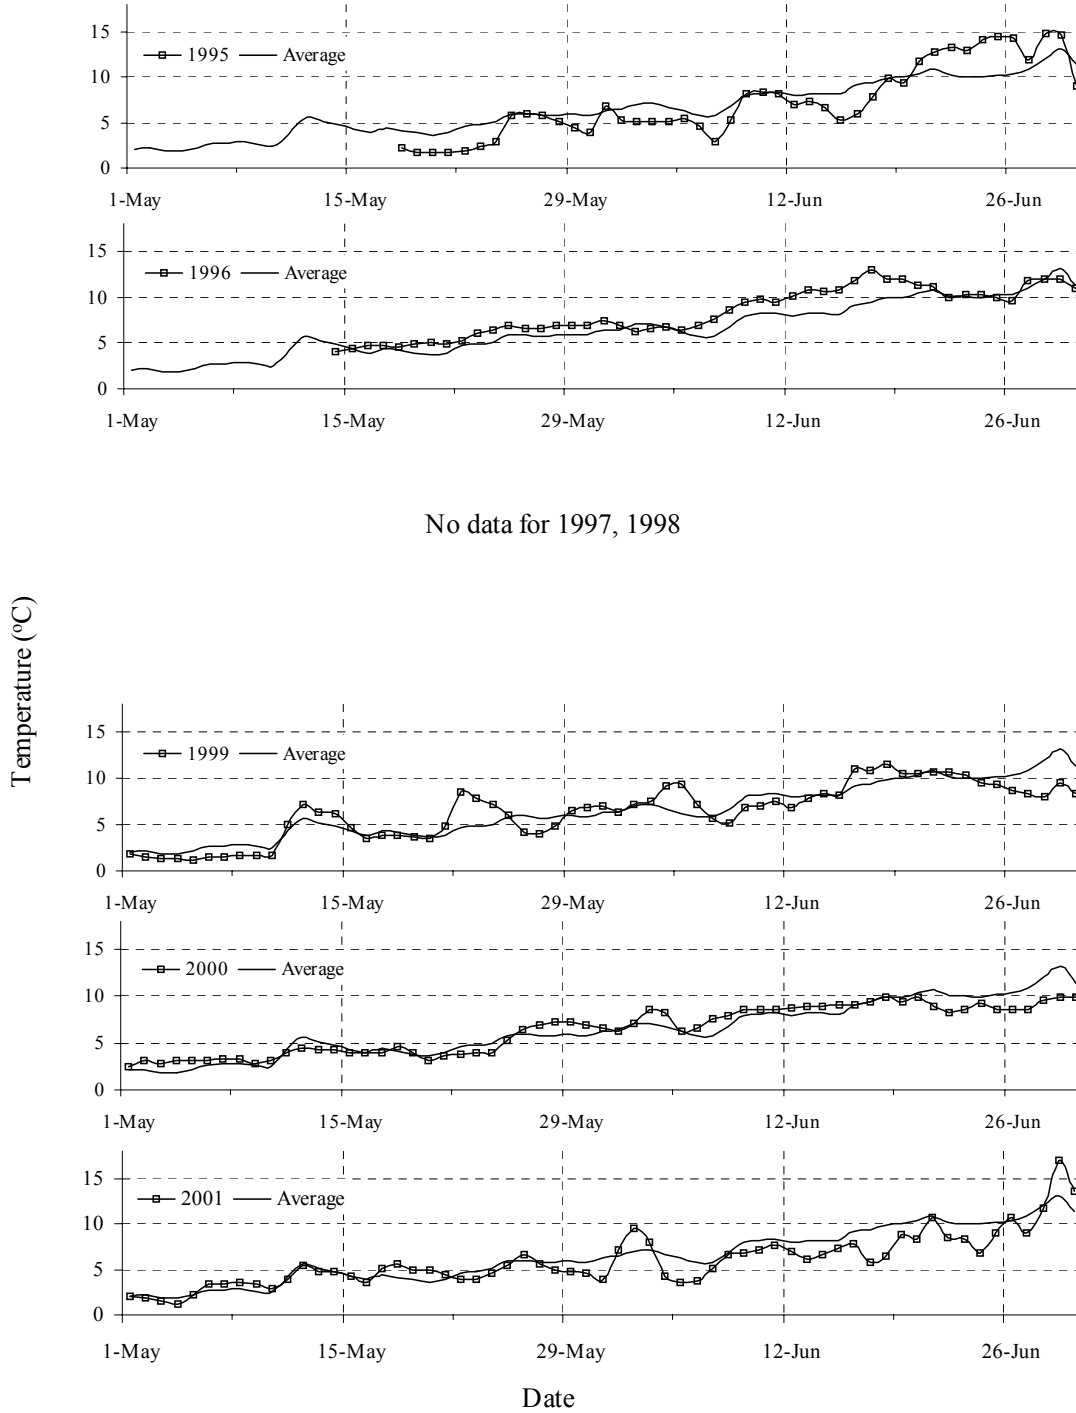 15
1995 Average
10
5
0
1-May 15-May 29-May 12-Jun 26-Jun
15
1996 Average
10
5
0
1-May 15-May 29-May 12-Jun 26-Jun
No data for 1997, 1998
Temperature (°C)
15
1999 Average
10
5
0
1-May 15-May 29-May 12-Jun 26-Jun
15
2000 Average
10
5
0
1-May 15-May 29-May 12-Jun 26-Jun
15
2001 Average
10
5
0
1-May 15-May 29-May 12-Jun 26-Jun
Date